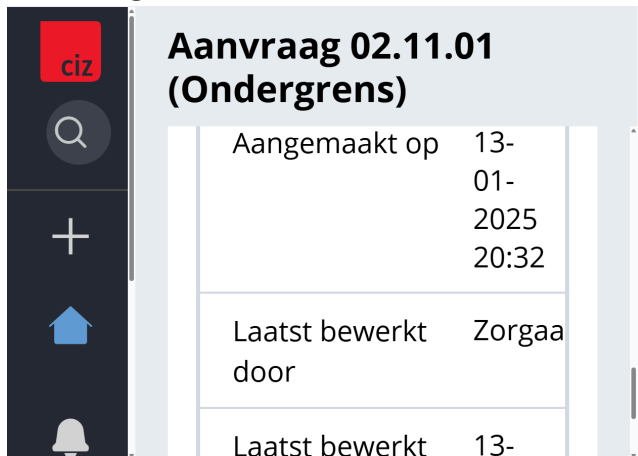 ciz
Aanvraag 02.11.01
(Ondergrens)
Aangemaakt op
13-
01-
2025
20:32
Laatst bewerkt
door
Zorgaa
Laatst bewerkt
13-